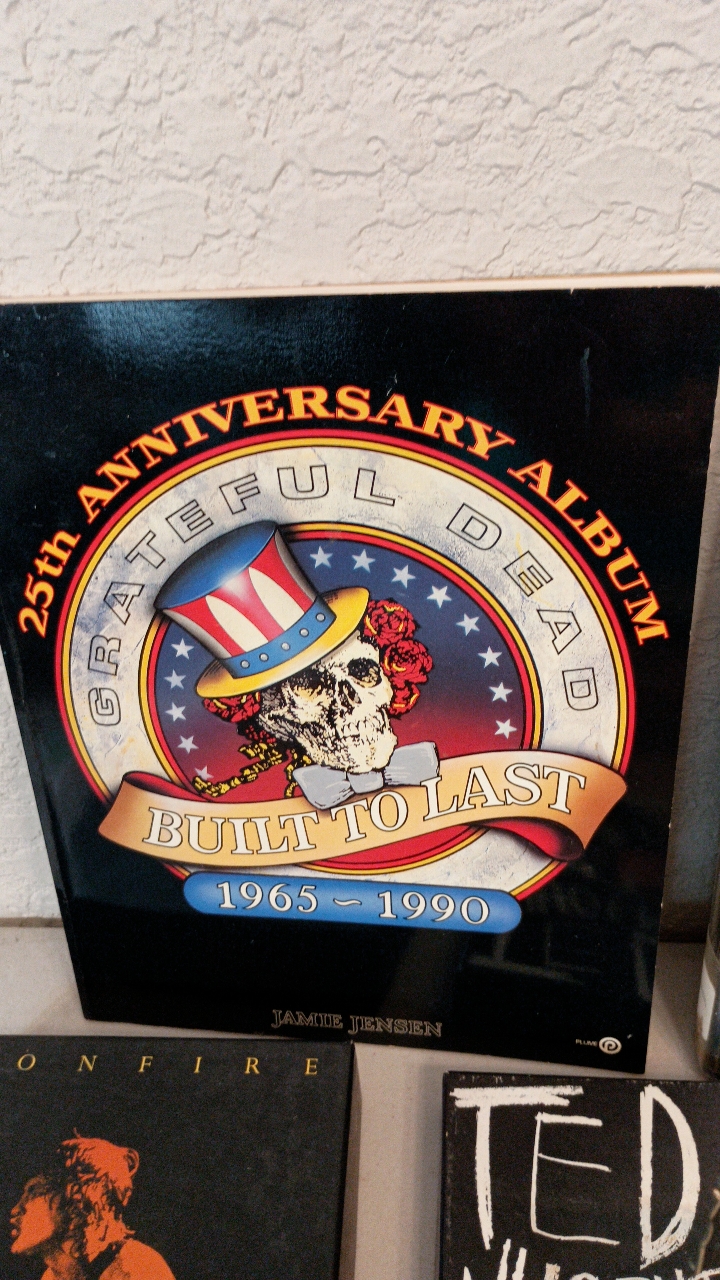 25th ANNIVERSARY ALBUM
GRATEFUL DEAD
BUILT TO LAST
1965 ~ 1990
JAMIE JENSEN
PLUME P
ONFIRE
TED